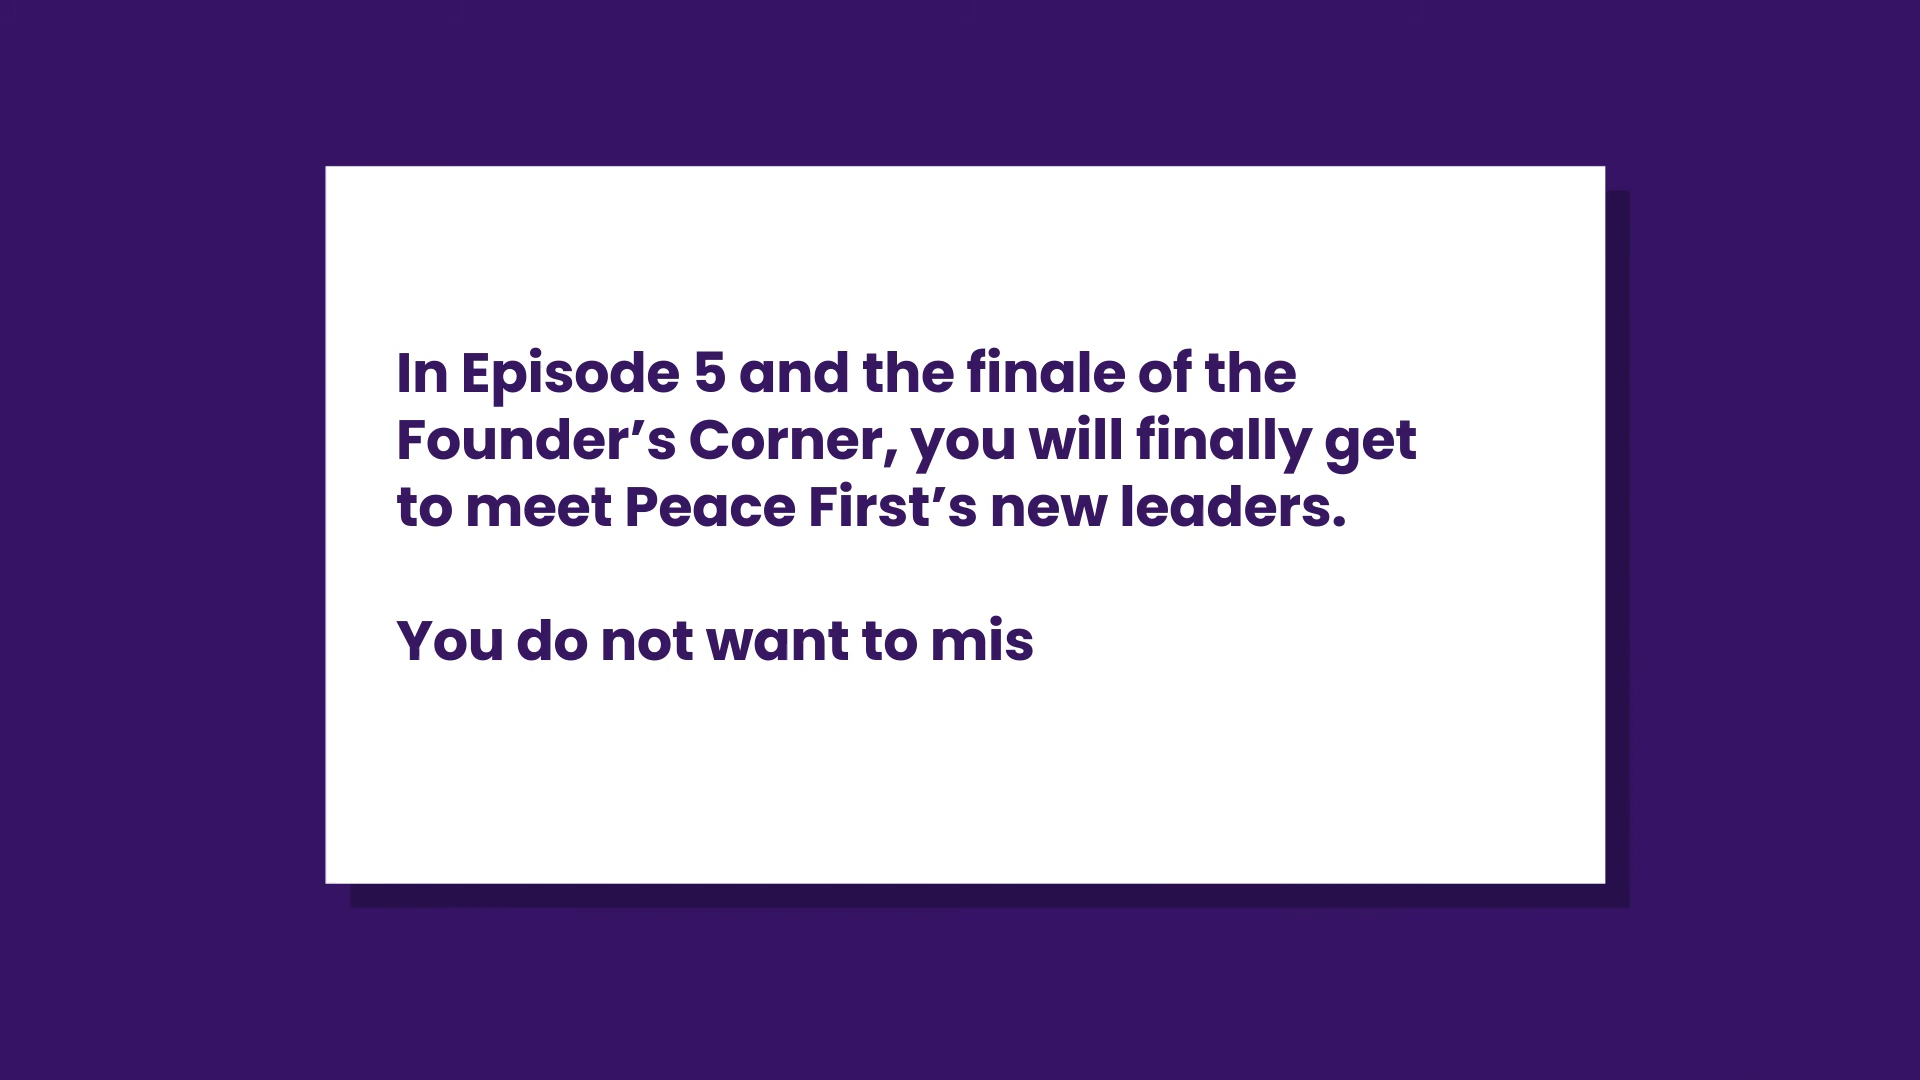 In Episode 5 and the finale of the
Founder’s Corner, you will finally get
to meet Peace First’s new leaders.
You do not want to mis